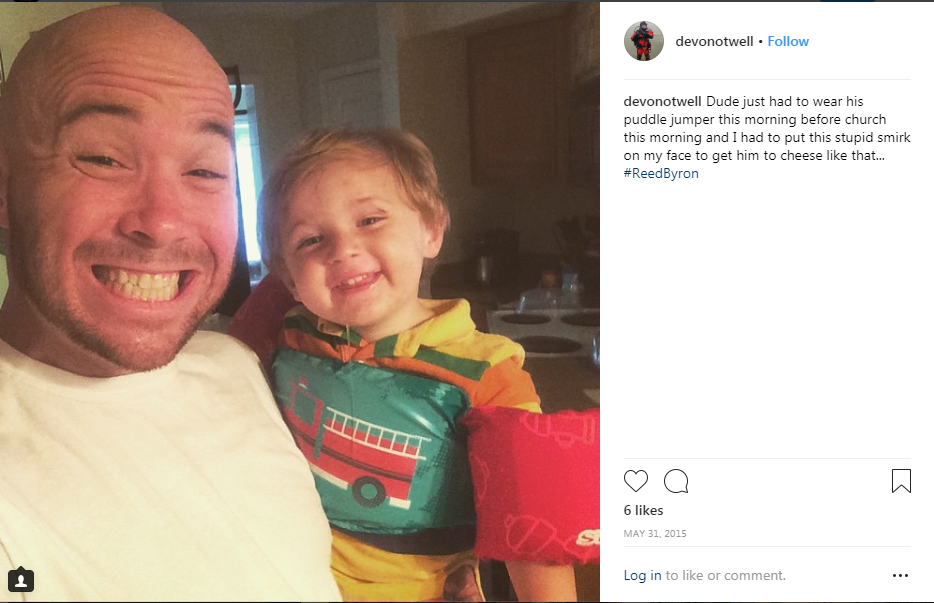 devonotwell • Follow
devonotwell Dude just had to wear his
puddle jumper this morning before church
this morning and I had to put this stupid smirk
on my face to get him to cheese like that...
#ReedByron
6 likes
MAY 31, 2015
Log in to like or comment.